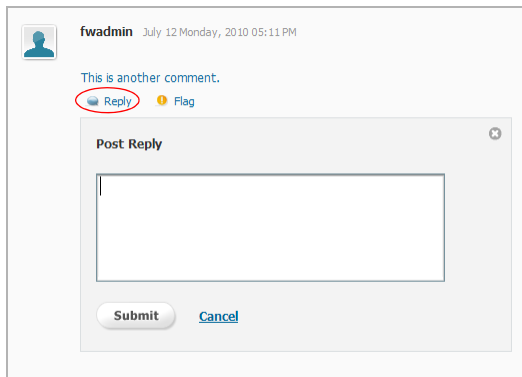 fwadmin July 12 Monday, 2010 05:11 PM
This is another comment.
Reply Flag
Post Reply
Submit Cancel